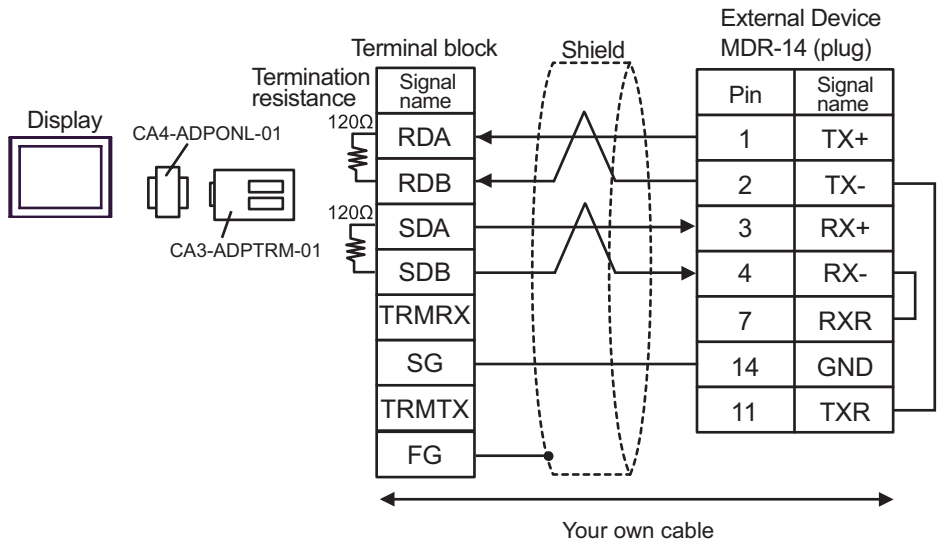 External Device
MDR-14 (plug)
Terminal block
Shield
Termination
resistance
Signal
name
Pin
Signal
name
Display
CA4-ADPONL-01
CA3-ADPTRM-01
120Ω
RDA
1
TX+
RDB
2
TX-
120Ω
SDA
3
RX+
SDB
4
RX-
TRMRX
7
RXR
SG
14
GND
TRMTX
11
TXR
FG
Your own cable